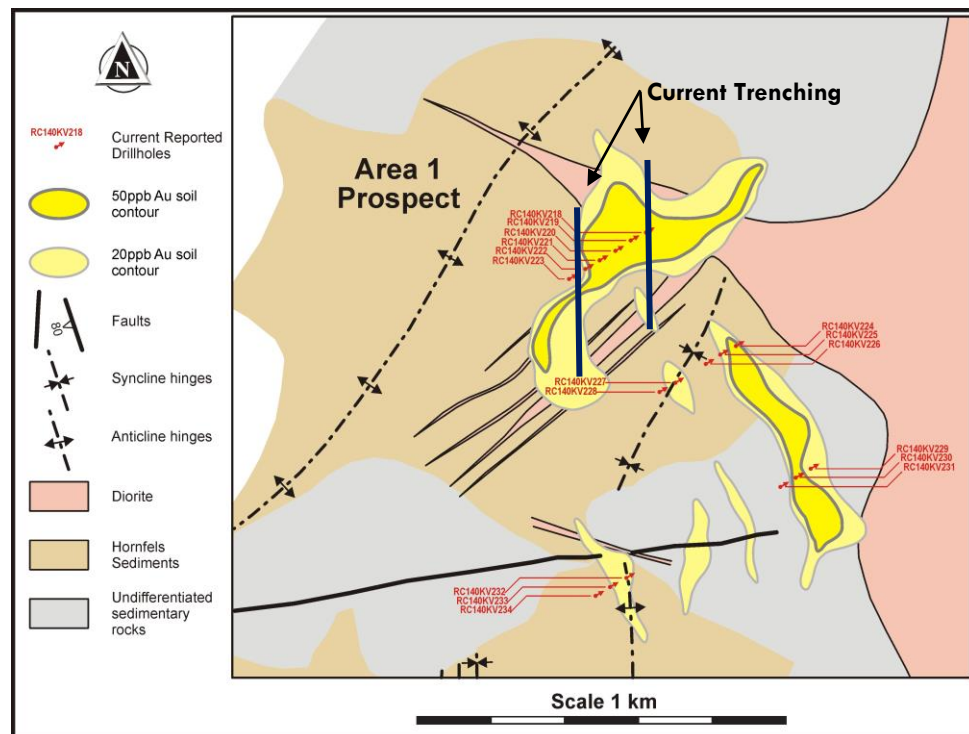 N
RC140KV218
Current Reported
Drillholes
50ppb Au soil
contour
20ppb Au soil
contour
80
Faults
Syncline hinges
Anticline hinges
Diorite
Hornfels
Sediments
Undifferentiated
sedimentary
rocks
Current Trenching
Area 1
Prospect
RC140KV218
RC140KV219
RC140KV220
RC140KV221
RC140KV222
RC140KV223
RC140KV224
RC140KV225
RC140KV226
RC140KV227
RC140KV228
RC140KV229
RC140KV230
RC140KV231
RC140KV232
RC140KV233
RC140KV234
Scale 1 km